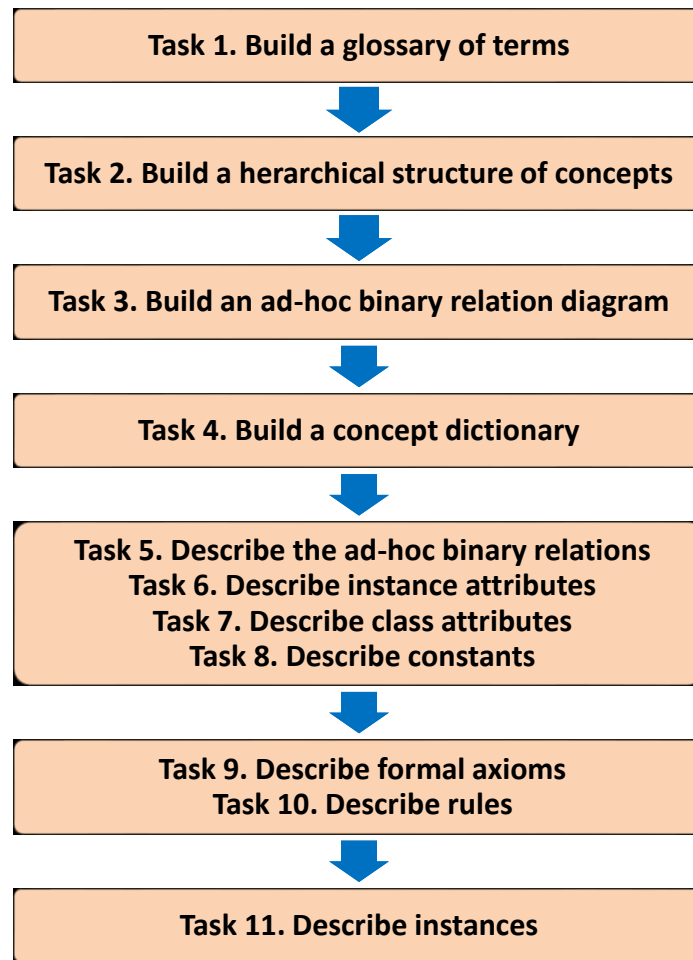 Task 1. Build a glossary of terms
Task 2. Build a herarchical structure of concepts
Task 3. Build an ad-hoc binary relation diagram
Task 4. Build a concept dictionary
Task 5. Describe the ad-hoc binary relations
Task 6. Describe instance attributes
Task 7. Describe class attributes
Task 8. Describe constants
Task 9. Describe formal axioms
Task 10. Describe rules
Task 11. Describe instances